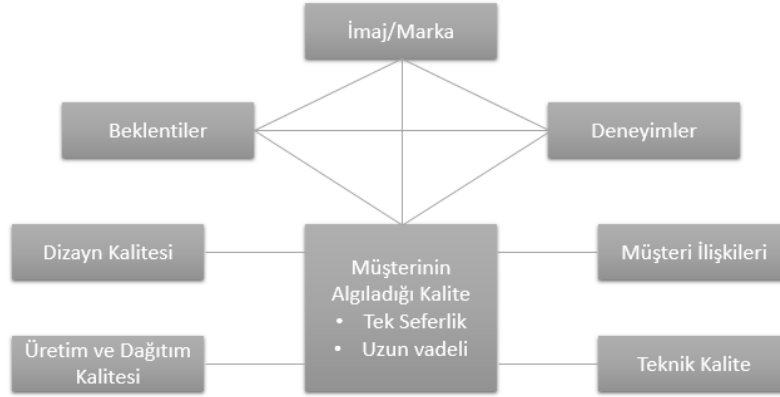 İmaj/Marka
Beklentiler
Deneyimler
Dizayn Kalitesi
Müşterinin
Algıladığı Kalite
• Tek Seferlik
• Uzun vadeli
Müşteri İlişkileri
Üretim ve Dağıtım
Kalitesi
Teknik Kalite